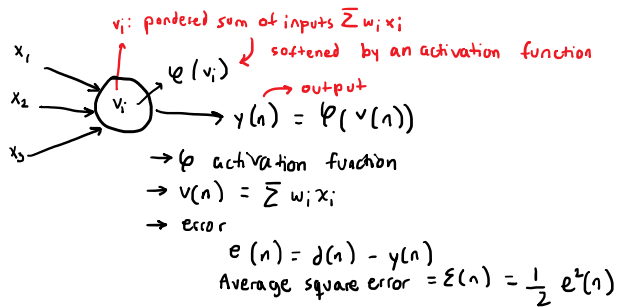 vᵢ: pondered sum of inputs Σ wᵢ xᵢ
softened by an activation function
x₁
φ(vᵢ)
x₂
vᵢ
output
y(n) = φ(v(n))
x₃
→ φ activation function
→ v(n) = Σ wᵢ xᵢ
→ error
e(n) = d(n) - y(n)
Average square error = ℰ(n) = 1/2 e²(n)